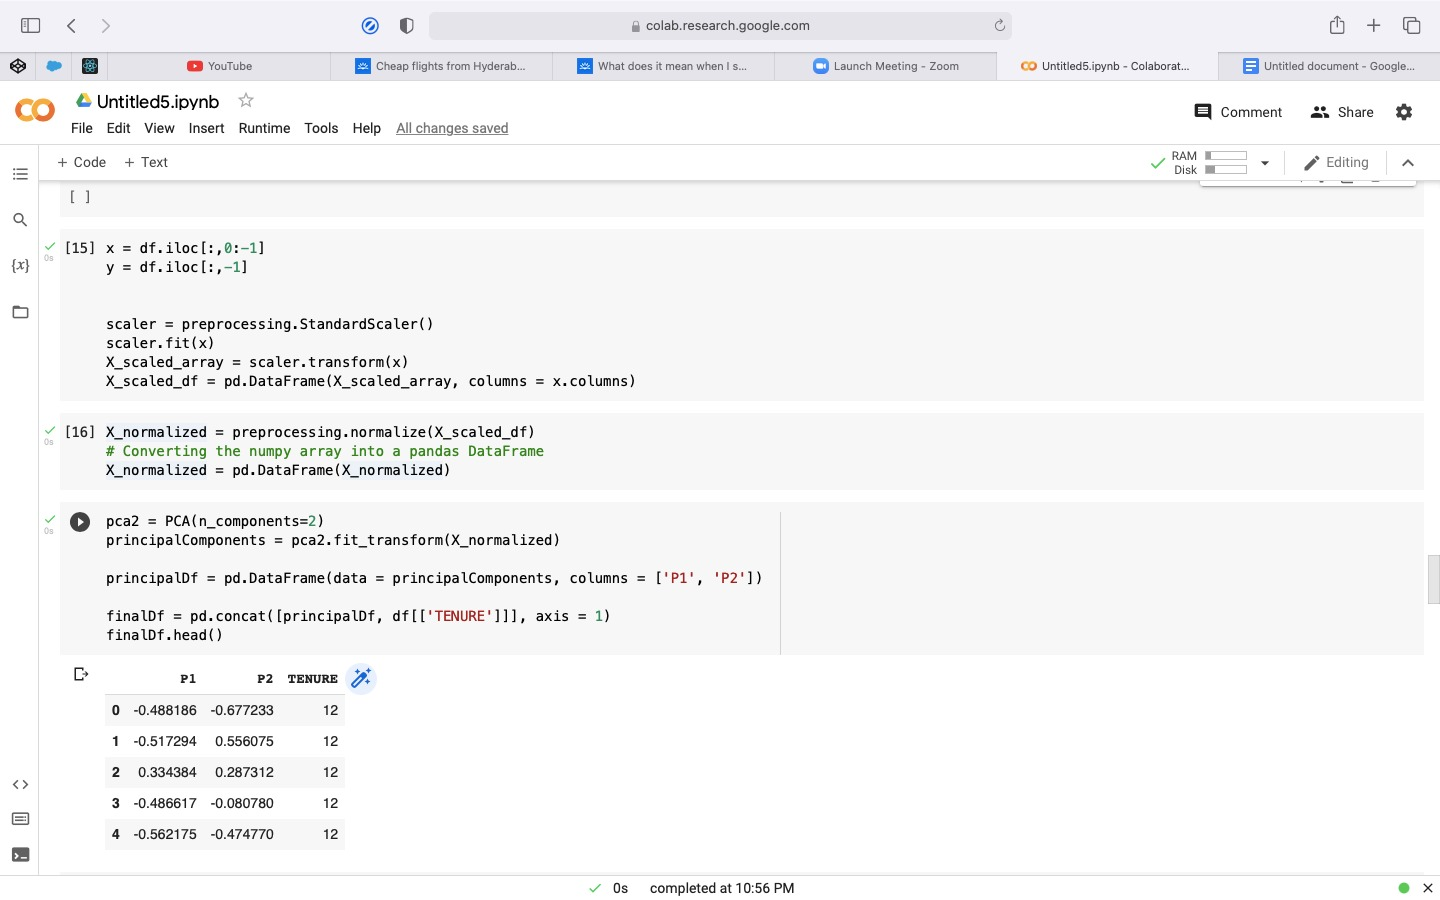 colab.research.google.com
YouTube
Cheap flights from Hyderab...
What does it mean when I s...
Launch Meeting - Zoom
Untitled5.ipynb - Colaborat...
Untitled document - Google...
Untitled5.ipynb
File Edit View Insert Runtime Tools Help All changes saved
Comment Share
+ Code + Text
RAM
Disk
Editing
[ ]
[15] x = df.iloc[:,0:-1]
0s
y = df.iloc[:,-1]
scaler = preprocessing.StandardScaler()
scaler.fit(x)
X_scaled_array = scaler.transform(x)
X_scaled_df = pd.DataFrame(X_scaled_array, columns = x.columns)
[16] X_normalized = preprocessing.normalize(X_scaled_df)
0s
# Converting the numpy array into a pandas DataFrame
X_normalized = pd.DataFrame(X_normalized)
pca2 = PCA(n_components=2)
0s
principalComponents = pca2.fit_transform(X_normalized)
principalDf = pd.DataFrame(data = principalComponents, columns = ['P1', 'P2'])
finalDf = pd.concat([principalDf, df[['TENURE']]], axis = 1)
finalDf.head()
P1 P2 TENURE
0 -0.488186 -0.677233 12
1 -0.517294 0.556075 12
2 0.334384 0.287312 12
3 -0.486617 -0.080780 12
4 -0.562175 -0.474770 12
0s completed at 10:56 PM